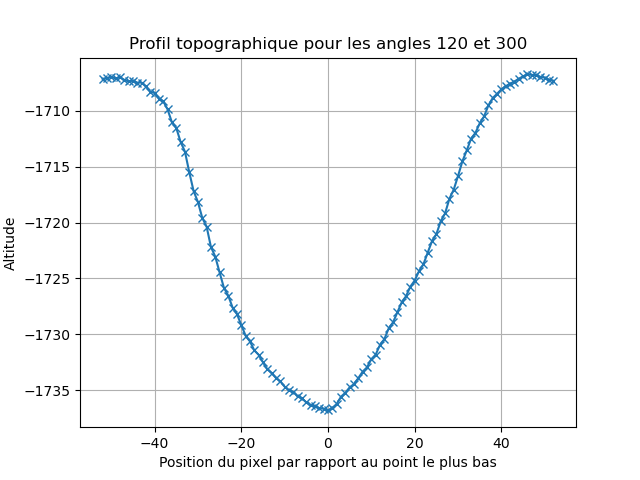 Profil topographique pour les angles 120 et 300
Altitude
−1710
−1715
−1720
−1725
−1730
−1735
−40 −20 0 20 40
Position du pixel par rapport au point le plus bas